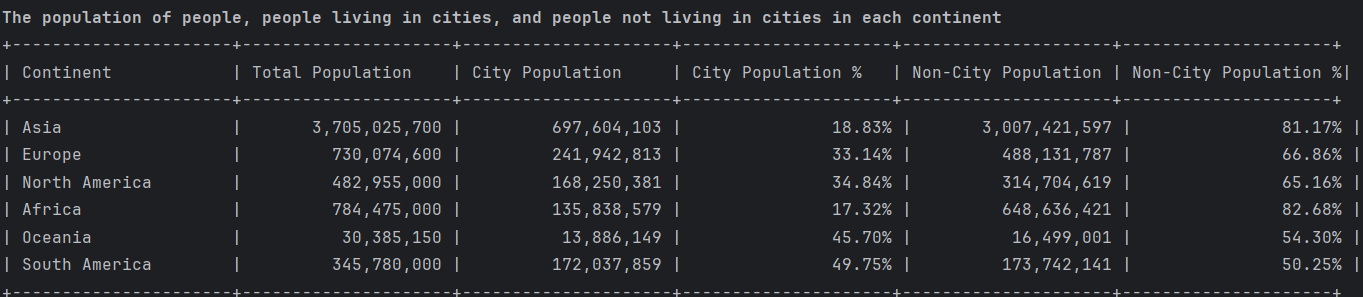 The population of people, people living in cities, and people not living in cities in each continent
+----------------------+---------------------+---------------------+---------------------+---------------------+---------------------+
| Continent            | Total Population    | City Population     | City Population %   | Non-City Population | Non-City Population %|
+----------------------+---------------------+---------------------+---------------------+---------------------+---------------------+
| Asia                 |       3,705,025,700 |         697,604,103 |              18.83% |       3,007,421,597 |              81.17% |
| Europe               |         730,074,600 |         241,942,813 |              33.14% |         488,131,787 |              66.86% |
| North America        |         482,955,000 |         168,250,381 |              34.84% |         314,704,619 |              65.16% |
| Africa               |         784,475,000 |         135,838,579 |              17.32% |         648,636,421 |              82.68% |
| Oceania              |          30,385,150 |          13,886,149 |              45.70% |          16,499,001 |              54.30% |
| South America        |         345,780,000 |         172,037,859 |              49.75% |         173,742,141 |              50.25% |
+----------------------+---------------------+---------------------+---------------------+---------------------+---------------------+